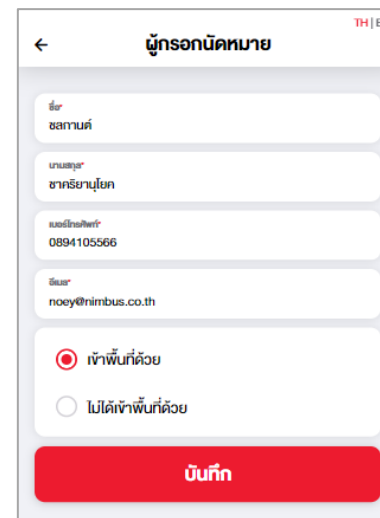 TH | E
← ผู้กรอกนัดหมาย
ชื่อ*
ชลกานต์
นามสกุล*
ชาคริยานุโยค
เบอร์โทรศัพท์*
0894105566
อีเมล*
noey@nimbus.co.th
เข้าพื้นที่ด้วย
ไม่ได้เข้าพื้นที่ด้วย
บันทึก